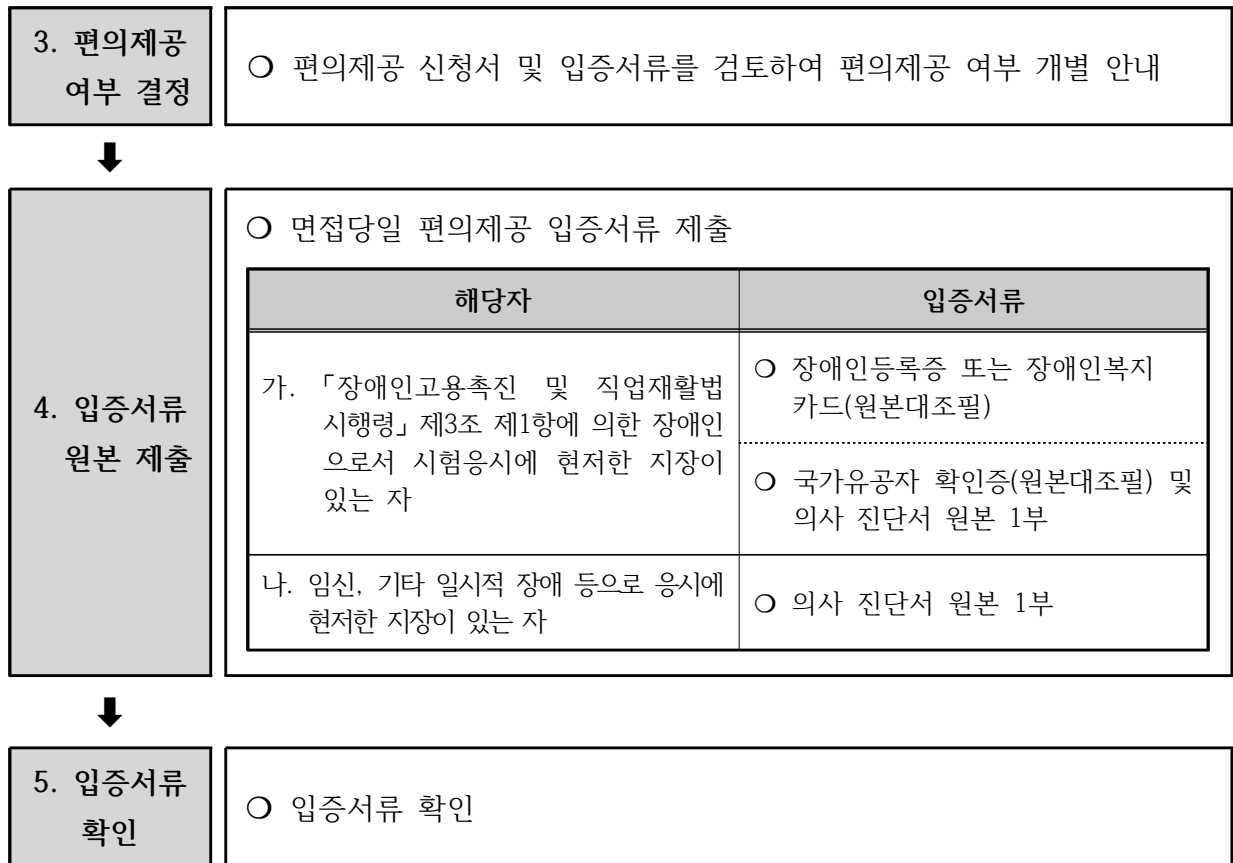 3. 편의제공
여부 결정
❍ 편의제공 신청서 및 입증서류를 검토하여 편의제공 여부 개별 안내
⬇
4. 입증서류
원본 제출
❍ 면접당일 편의제공 입증서류 제출
해당자
입증서류
가. 「장애인고용촉진 및 직업재활법
시행령」 제3조 제1항에 의한 장애인
으로서 시험응시에 현저한 지장이
있는 자
❍ 장애인등록증 또는 장애인복지
카드(원본대조필)
❍ 국가유공자 확인증(원본대조필) 및
의사 진단서 원본 1부
나. 임신, 기타 일시적 장애 등으로 응시에
현저한 지장이 있는 자
❍ 의사 진단서 원본 1부
⬇
5. 입증서류
확인
❍ 입증서류 확인